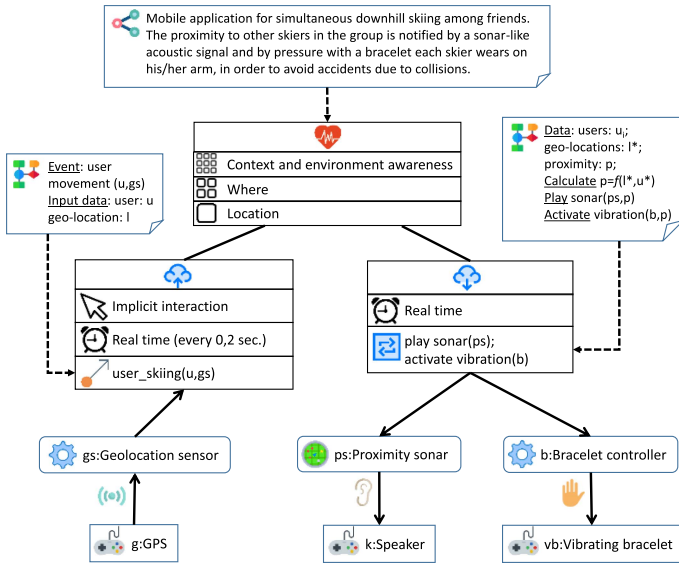 Mobile application for simultaneous downhill skiing among friends.
The proximity to other skiers in the group is notified by a sonar-like
acoustic signal and by pressure with a bracelet each skier wears on
his/her arm, in order to avoid accidents due to collisions.
Event: user
movement (u,gs)
Input data: user: u
geo-location: l
Context and environment awareness
Where
Location
Data: users: uᵢ;
geo-locations: l*;
proximity: p;
Calculate p=f(l*,u*)
Play sonar(ps,p)
Activate vibration(b,p)
Implicit interaction
Real time (every 0,2 sec.)
user_skiing(u,gs)
Real time
play sonar(ps);
activate vibration(b)
gs:Geolocation sensor
ps:Proximity sonar
b:Bracelet controller
g:GPS
k:Speaker
vb:Vibrating bracelet